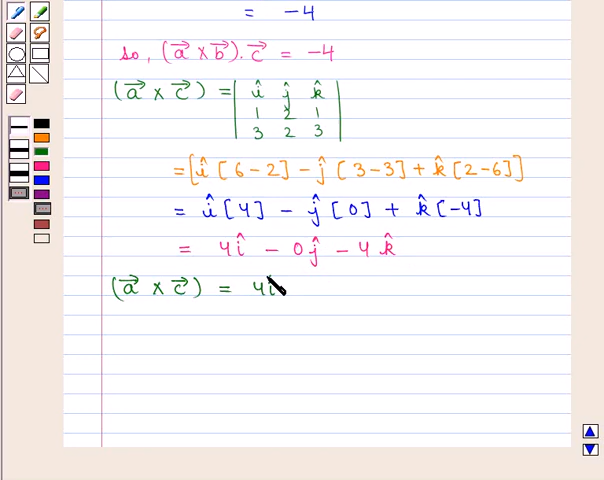 = -4
so, (a⃗ × b⃗). c⃗ = -4
(a⃗ × c⃗) = | î ĵ k̂ |
1 2 1
3 2 3
= [î [6-2] - ĵ [3-3] + k̂ [2-6]]
= î [4] - ĵ [0] + k̂ [-4]
= 4î - 0ĵ - 4k̂
(a⃗ × c⃗) = 4i